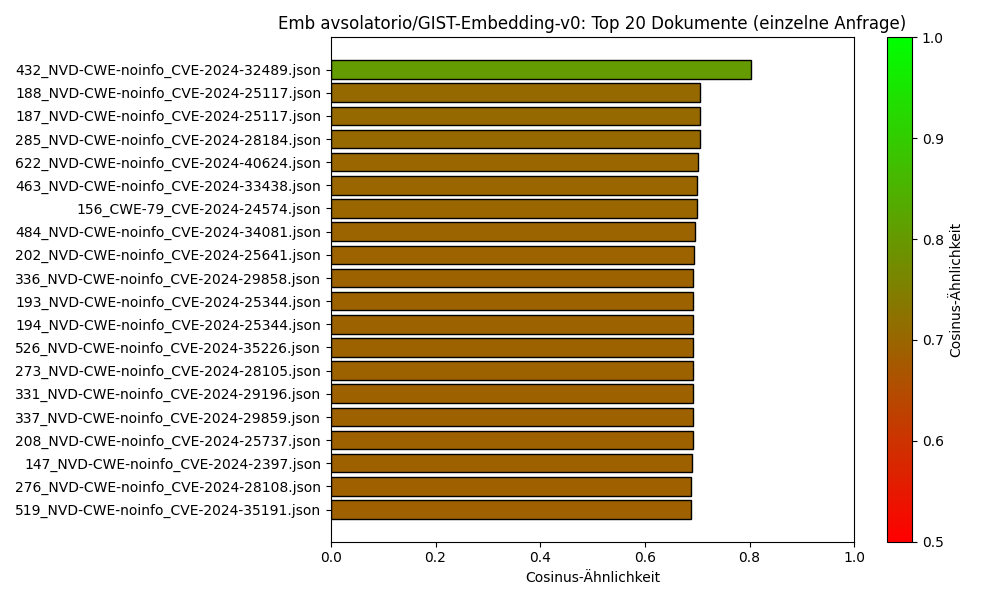 Emb avsolatorio/GIST-Embedding-v0: Top 20 Dokumente (einzelne Anfrage)
432_NVD-CWE-noinfo_CVE-2024-32489.json
188_NVD-CWE-noinfo_CVE-2024-25117.json
187_NVD-CWE-noinfo_CVE-2024-25117.json
285_NVD-CWE-noinfo_CVE-2024-28184.json
622_NVD-CWE-noinfo_CVE-2024-40624.json
463_NVD-CWE-noinfo_CVE-2024-33438.json
156_CWE-79_CVE-2024-24574.json
484_NVD-CWE-noinfo_CVE-2024-34081.json
202_NVD-CWE-noinfo_CVE-2024-25641.json
336_NVD-CWE-noinfo_CVE-2024-29858.json
193_NVD-CWE-noinfo_CVE-2024-25344.json
194_NVD-CWE-noinfo_CVE-2024-25344.json
526_NVD-CWE-noinfo_CVE-2024-35226.json
273_NVD-CWE-noinfo_CVE-2024-28105.json
331_NVD-CWE-noinfo_CVE-2024-29196.json
337_NVD-CWE-noinfo_CVE-2024-29859.json
208_NVD-CWE-noinfo_CVE-2024-25737.json
147_NVD-CWE-noinfo_CVE-2024-2397.json
276_NVD-CWE-noinfo_CVE-2024-28108.json
519_NVD-CWE-noinfo_CVE-2024-35191.json
0.0 0.2 0.4 0.6 0.8 1.0
Cosinus-Ähnlichkeit
1.0
0.9
0.8
0.7
0.6
0.5
Cosinus-Ähnlichkeit